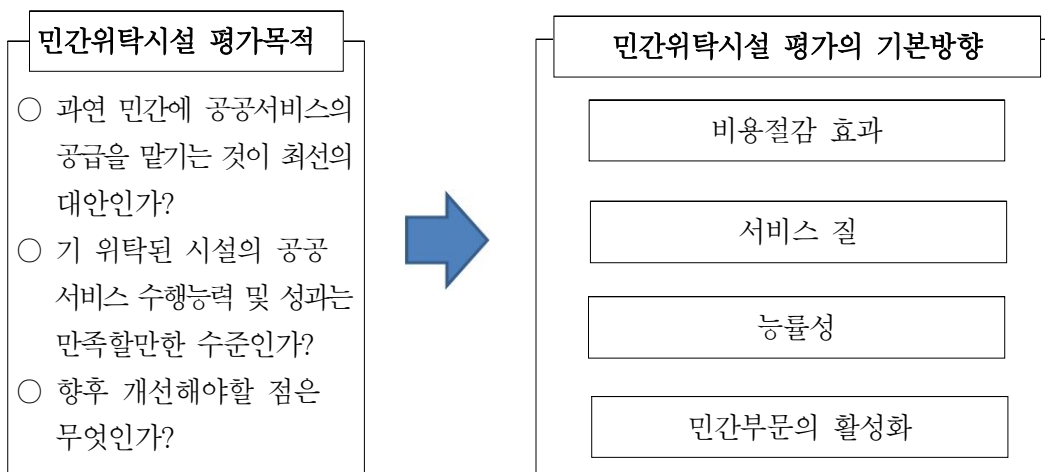 민간위탁시설 평가목적
○ 과연 민간에 공공서비스의
공급을 맡기는 것이 최선의
대안인가?
○ 기 위탁된 시설의 공공
서비스 수행능력 및 성과는
만족할만한 수준인가?
○ 향후 개선해야할 점은
무엇인가?
민간위탁시설 평가의 기본방향
비용절감 효과
서비스 질
능률성
민간부문의 활성화